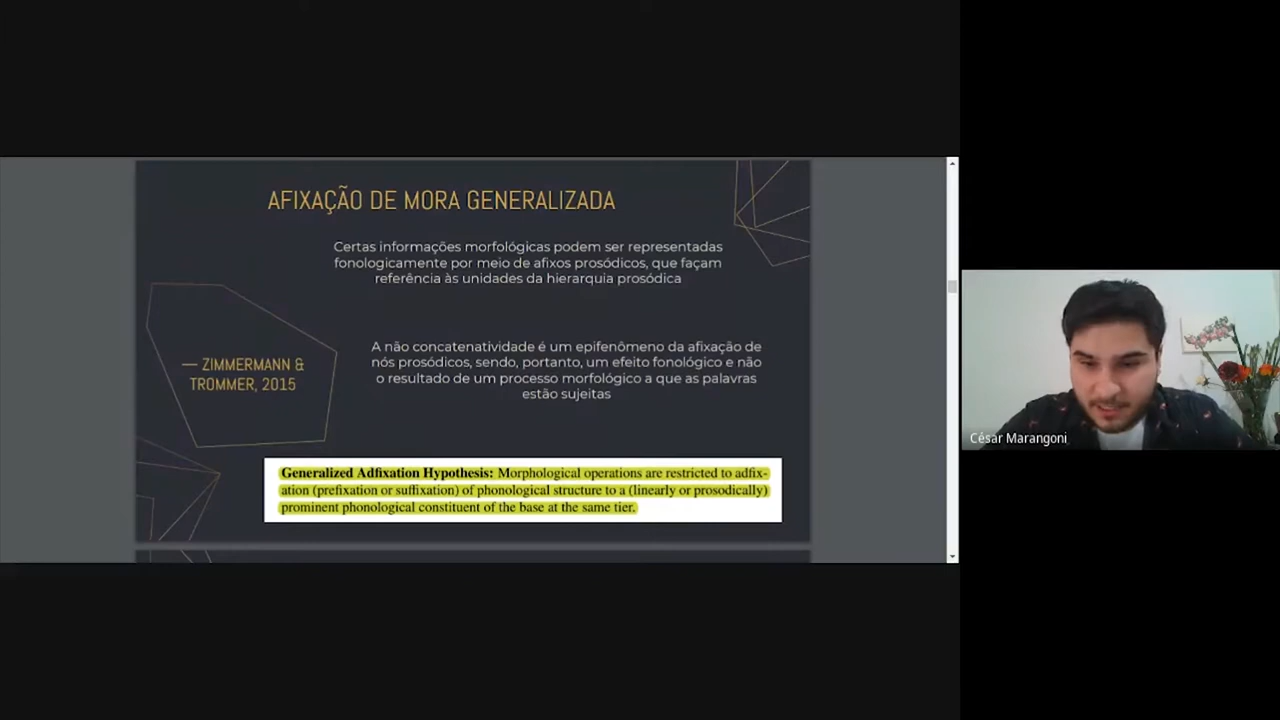 AFIXAÇÃO DE MORA GENERALIZADA
Certas informações morfológicas podem ser representadas
fonologicamente por meio de afixos prosódicos, que façam
referência às unidades da hierarquia prosódica
— ZIMMERMANN &
TROMMER, 2015
A não concatenatividade é um epifenômeno da afixação de
nós prosódicos, sendo, portanto, um efeito fonológico e não
o resultado de um processo morfológico a que as palavras
estão sujeitas
Generalized Adfixation Hypothesis: Morphological operations are restricted to adfix-
ation (prefixation or suffixation) of phonological structure to a (linearly or prosodically)
prominent phonological constituent of the base at the same tier.
César Marangoni